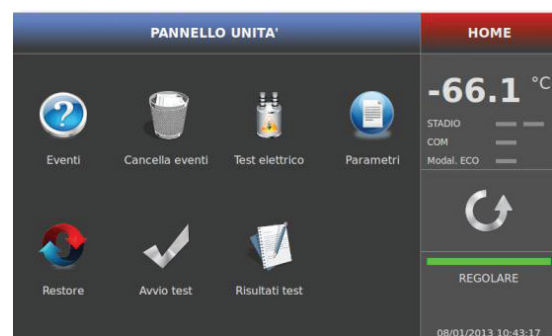 PANNELLO UNITA'
HOME
-66.1 °C
STADIO
COM
Modal. ECO
Eventi
Cancella eventi
Test elettrico
Parametri
Restore
Avvio test
Risultati test
REGOLARE
08/01/2013 10:43:17